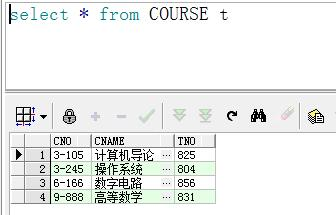 select * from COURSE t
CNO CNAME TNO
1 3-105 计算机导论 ··· 825
2 3-245 操作系统 ··· 804
3 6-166 数字电路 ··· 856
4 9-888 高等数学 ··· 831